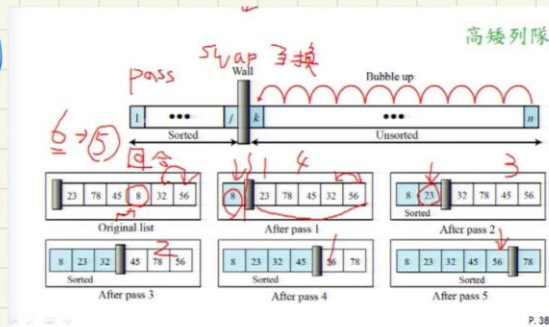 高矮列隊
swap 互換
pass
Wall
Bubble up
1 ••• j k ••• n
Sorted Unsorted
6→5
回合
1 4 3
23 78 45 8 32 56
8 23 78 45 32 56
8 23 32 78 45 56
Sorted
Original list
After pass 1
After pass 2
2 1
8 23 32 45 78 56
8 23 32 45 56 78
8 23 32 45 56 78
Sorted
Sorted
Sorted
After pass 3
After pass 4
After pass 5
P. 38